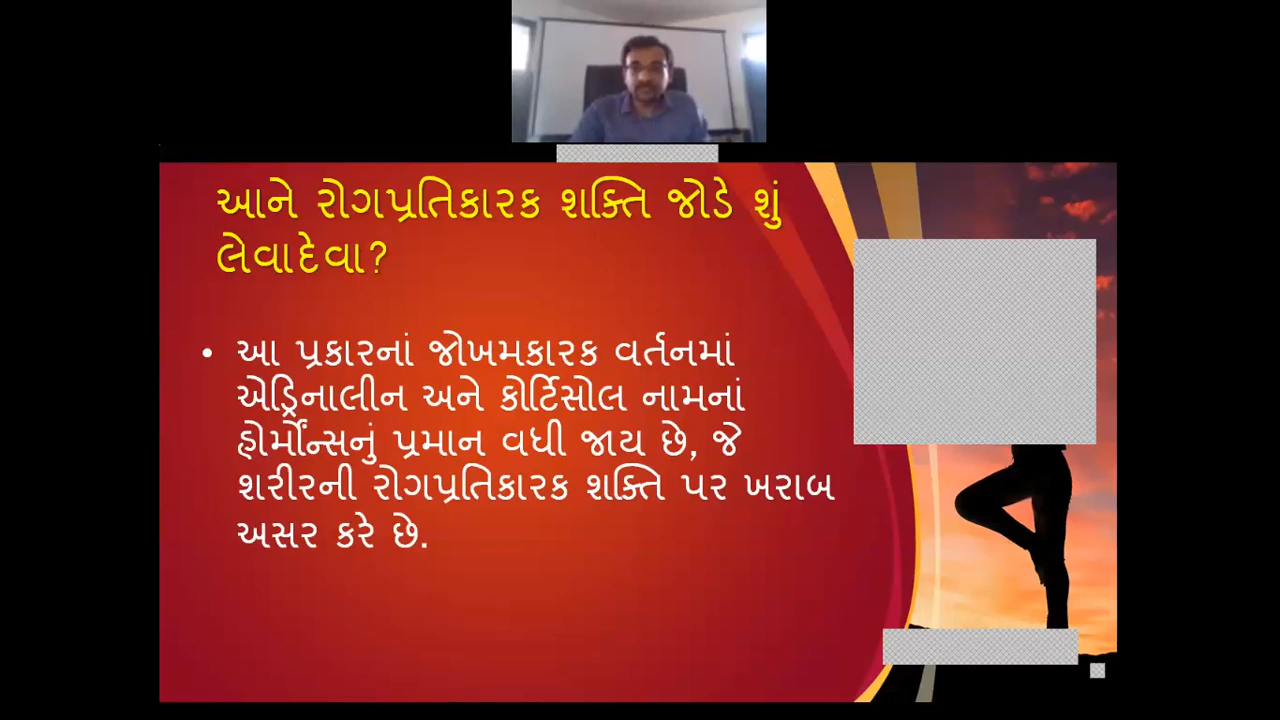 આને રોગપ્રતિકારક શક્તિ જોડે શું
લેવાદેવા?
• આ પ્રકારનાં જોખમકારક વર્તનમાં
એડ્રિનાલીન અને કોર્ટિસોલ નામનાં
હોર્મોંન્સનું પ્રમાન વધી જાય છે, જે
શરીરની રોગપ્રતિકારક શક્તિ પર ખરાબ
અસર કરે છે.